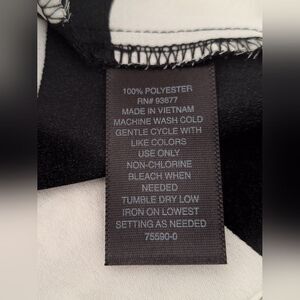 100% POLYESTER
RN# 93677
MADE IN VIETNAM
MACHINE WASH COLD
GENTLE CYCLE WITH
LIKE COLORS
USE ONLY
NON-CHLORINE
BLEACH WHEN
NEEDED
TUMBLE DRY LOW
IRON ON LOWEST
SETTING AS NEEDED
75590-0